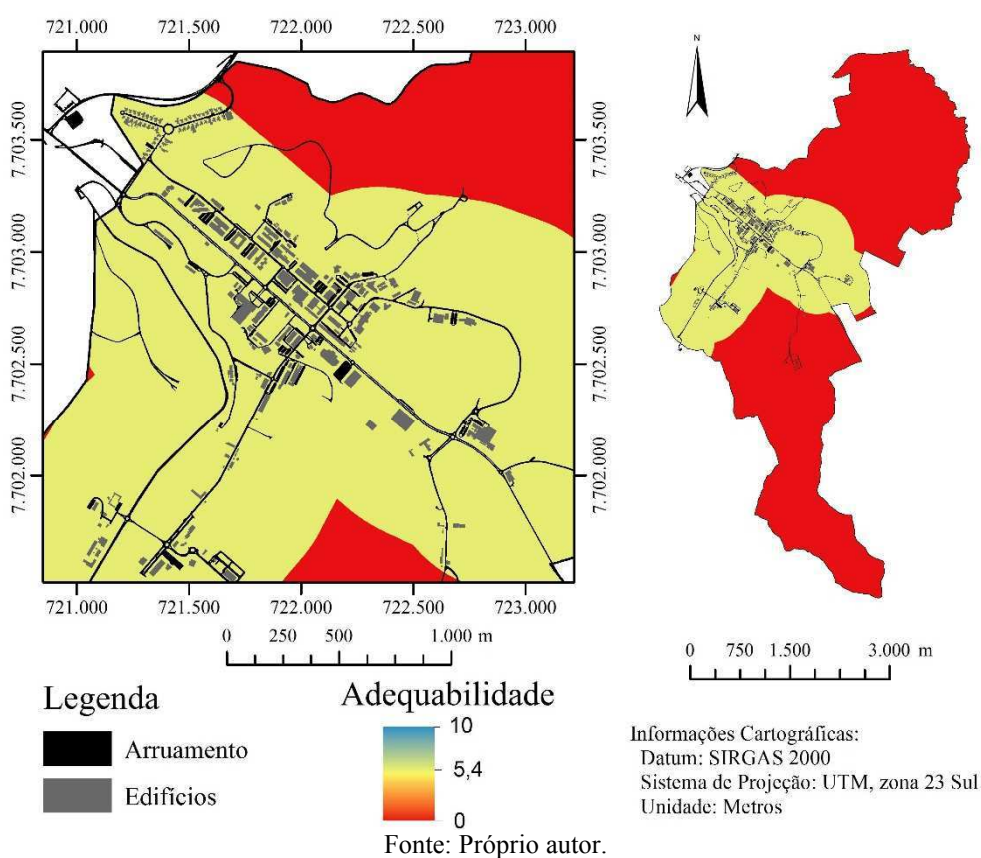 721.000 721.500 722.000 722.500 723.000
N
7.703.500 7.703.500
7.703.000 7.703.000
7.702.500 7.702.500
7.702.000 7.702.000
721.000 721.500 722.000 722.500 723.000
0 250 500 1.000 m
0 750 1.500 3.000 m
Legenda
Arruamento
Edifícios
Adequabilidade
10
5,4
0
Informações Cartográficas:
Datum: SIRGAS 2000
Sistema de Projeção: UTM, zona 23 Sul
Unidade: Metros
Fonte: Próprio autor.